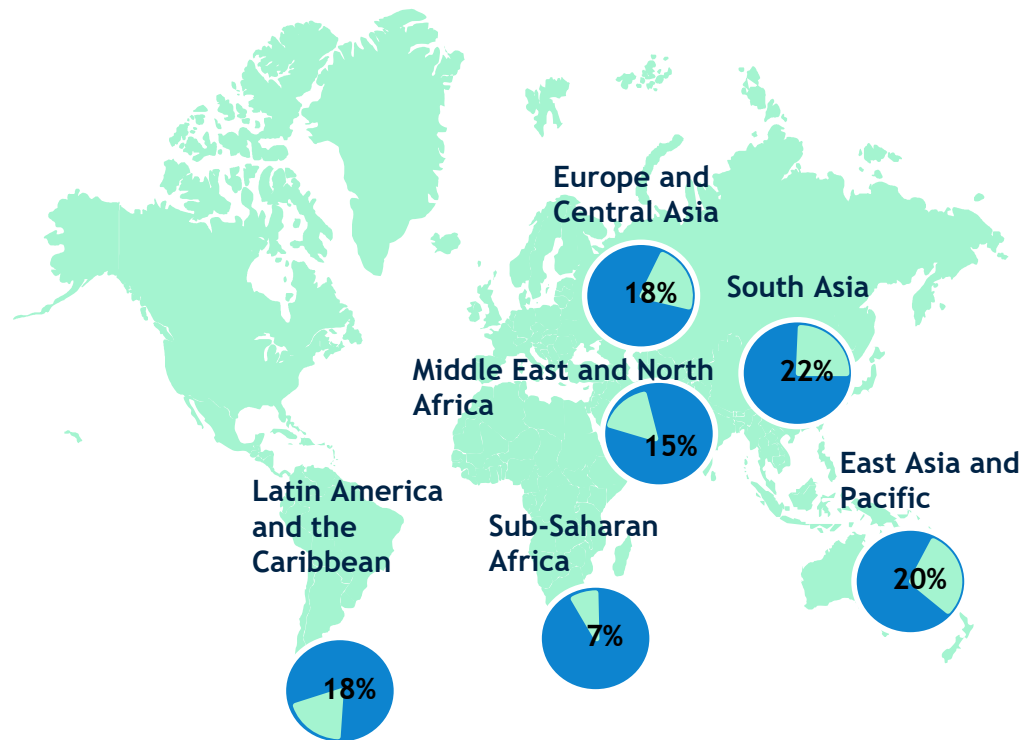 Europe and
Central Asia
18%
South Asia
22%
Middle East and North
Africa
15%
East Asia and
Pacific
20%
Latin America
and the
Caribbean
18%
Sub-Saharan
Africa
7%